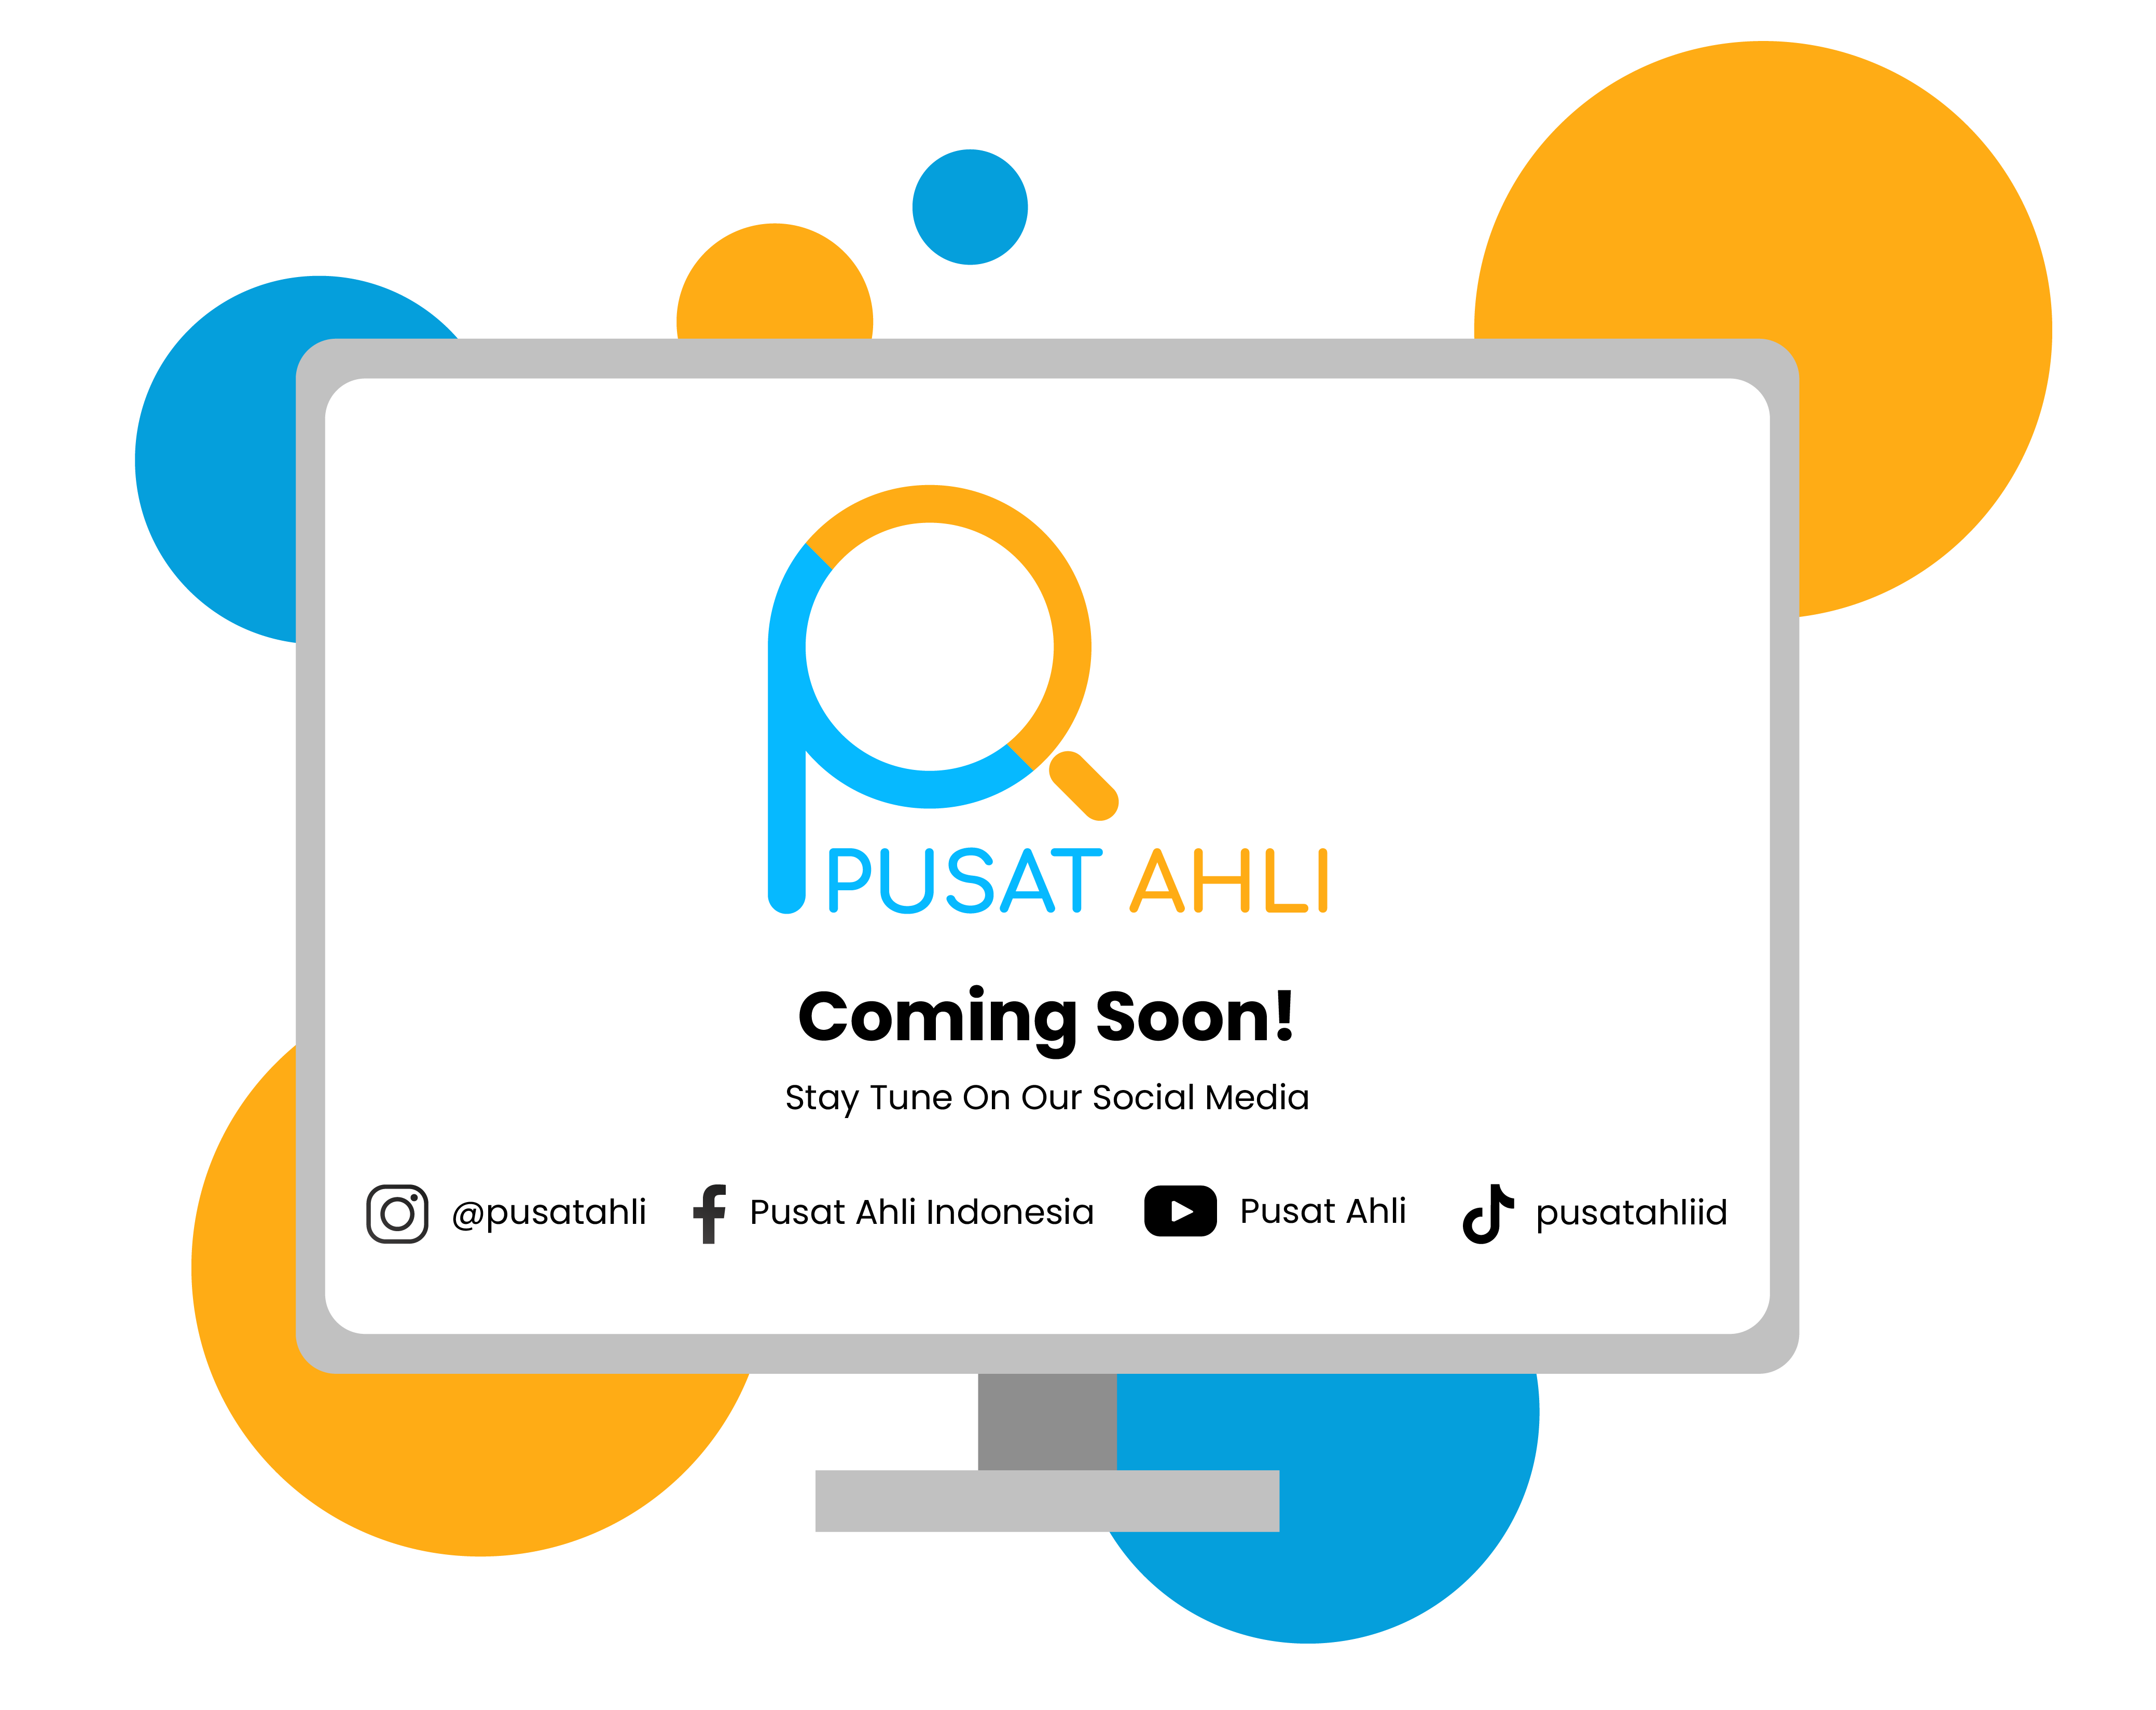 PUSAT AHLI
Coming Soon!
Stay Tune On Our Social Media
@pusatahli Pusat Ahli Indonesia Pusat Ahli pusatahliid